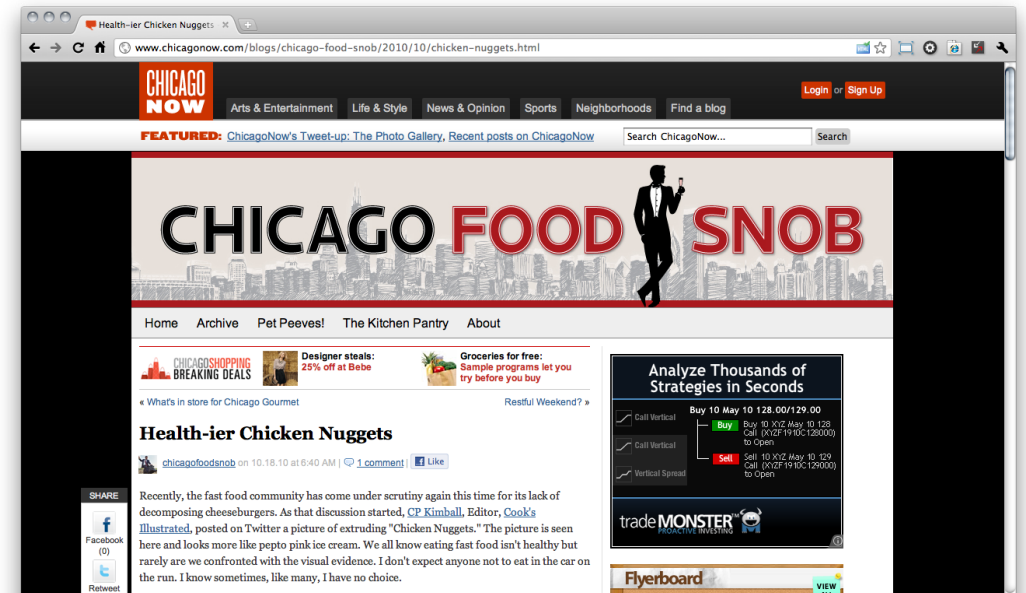 Health-ier Chicken Nuggets
www.chicagonow.com/blogs/chicago-food-snob/2010/10/chicken-nuggets.html
CHICAGO
NOW
Arts & Entertainment Life & Style News & Opinion Sports Neighborhoods Find a blog
Login or Sign Up
FEATURED: ChicagoNow's Tweet-up: The Photo Gallery, Recent posts on ChicagoNow
Search ChicagoNow... Search
CHICAGO FOOD SNOB
Home Archive Pet Peeves! The Kitchen Pantry About
CHICAGOSHOPPING
BREAKING DEALS
Designer steals:
25% off at Bebe
Groceries for free:
Sample programs let you
try before you buy
« What's in store for Chicago Gourmet
Restful Weekend? »
Health-ier Chicken Nuggets
chicagofoodsnob on 10.18.10 at 6:40 AM | 1 comment | Like
SHARE
f
Facebook
(0)
t
Retweet
Recently, the fast food community has come under scrutiny again this time for its lack of
decomposing cheeseburgers. As that discussion started, CP Kimball, Editor, Cook's
Illustrated, posted on Twitter a picture of extruding "Chicken Nuggets." The picture is seen
here and looks more like pepto pink ice cream. We all know eating fast food isn't healthy but
rarely are we confronted with the visual evidence. I don't expect anyone not to eat in the car on
the run. I know sometimes, like many, I have no choice.
Analyze Thousands of
Strategies in Seconds
Call Vertical
Call Vertical
Vertical Spread
Buy 10 May 10 128.00/129.00
Buy
Buy 10 XYZ May 10 128
Call (XYZF1910C128000)
to Open
Sell
Sell 10 XYZ May 10 129
Call (XYZF1910C129000)
to Open
trade MONSTER™
PROACTIVE INVESTING
Flyerboard
VIEW